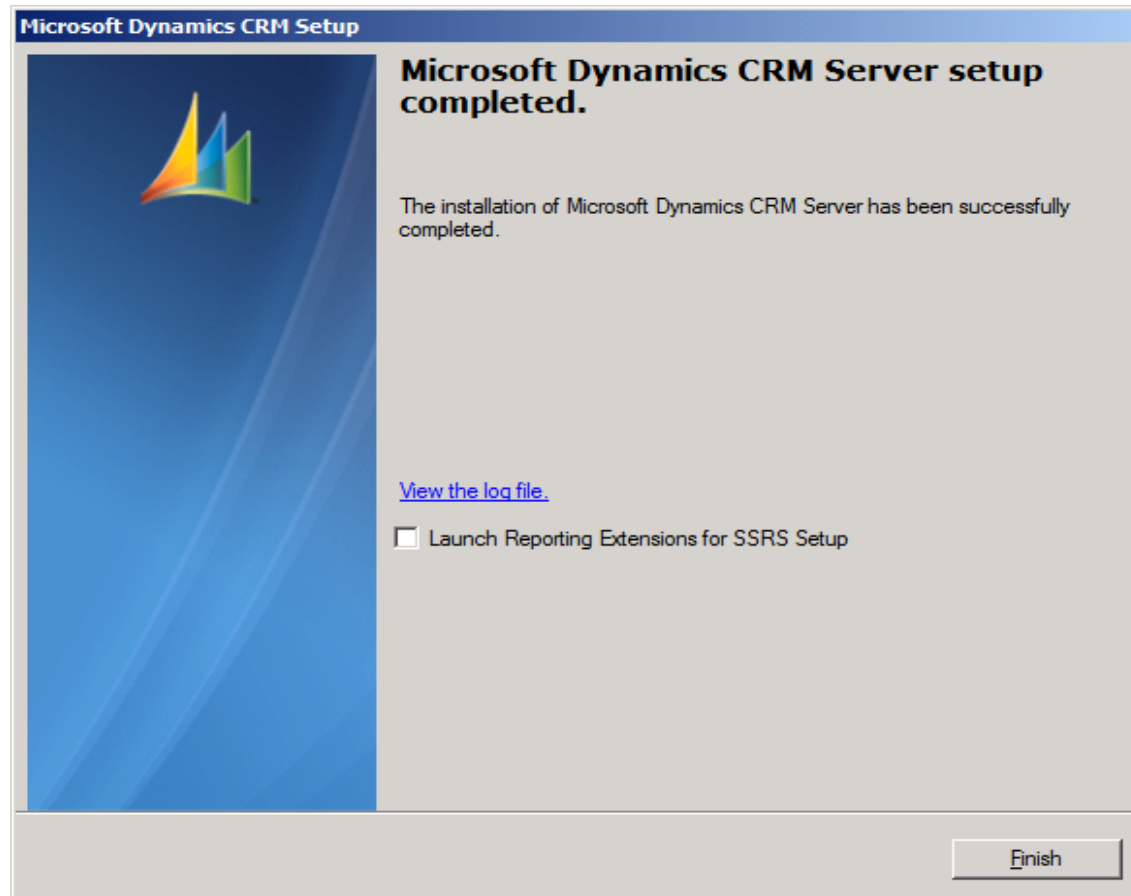 Microsoft Dynamics CRM Setup
Microsoft Dynamics CRM Server setup
completed.
The installation of Microsoft Dynamics CRM Server has been successfully
completed.
View the log file.
Launch Reporting Extensions for SSRS Setup
Finish